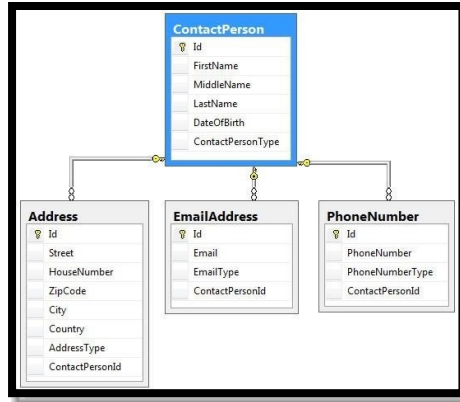 ContactPerson
Id
FirstName
MiddleName
LastName
DateOfBirth
ContactPersonType
Address
Id
Street
HouseNumber
ZipCode
City
Country
AddressType
ContactPersonId
EmailAddress
Id
Email
EmailType
ContactPersonId
PhoneNumber
Id
PhoneNumber
PhoneNumberType
ContactPersonId